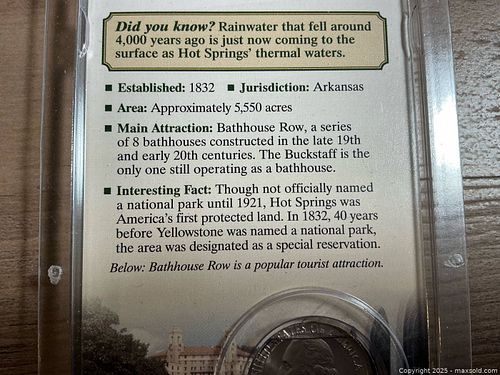 Did you know? Rainwater that fell around
4,000 years ago is just now coming to the
surface as Hot Springs' thermal waters.
■ Established: 1832 ■ Jurisdiction: Arkansas
■ Area: Approximately 5,550 acres
■ Main Attraction: Bathhouse Row, a series
of 8 bathhouses constructed in the late 19th
and early 20th centuries. The Buckstaff is the
only one still operating as a bathhouse.
■ Interesting Fact: Though not officially named
a national park until 1921, Hot Springs was
America's first protected land. In 1832, 40 years
before Yellowstone was named a national park,
the area was designated as a special reservation.
Below: Bathhouse Row is a popular tourist attraction.
Copyright 2025 - maxsold.com